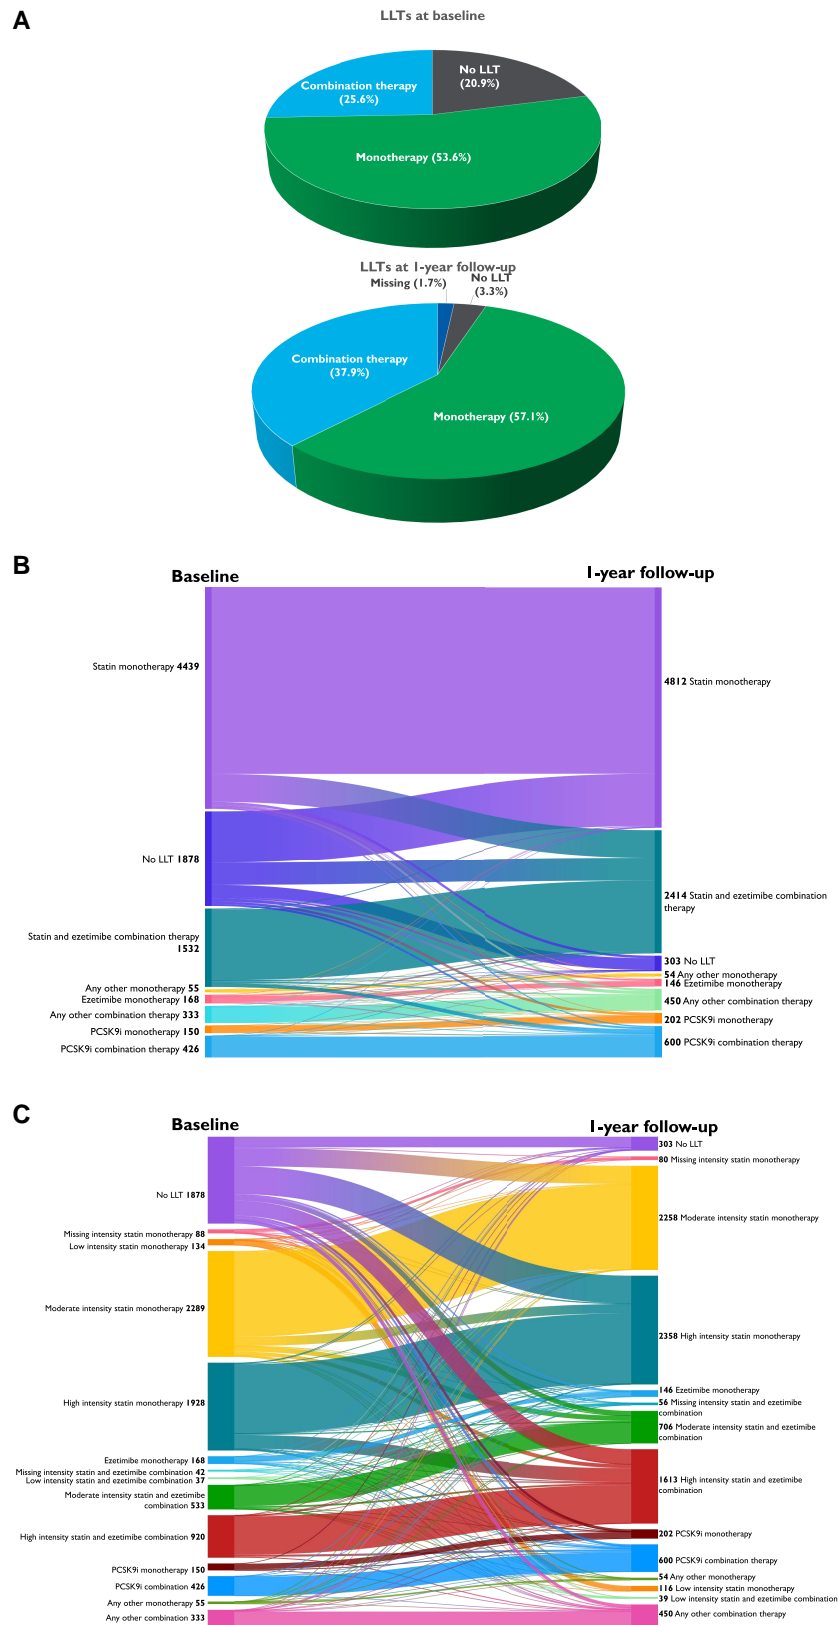 A
LLTs at baseline
No LLT
(20.9%)
Combination therapy
(25.6%)
Monotherapy (53.6%)
LLTs at 1-year follow-up
Missing (1.7%)
No LLT
(3.3%)
Combination therapy
(37.9%)
Monotherapy (57.1%)
B
Baseline
1-year follow-up
Statin monotherapy 4439
No LLT 1878
Statin and ezetimibe combination therapy
1532
Any other monotherapy 55
Ezetimibe monotherapy 168
Any other combination therapy 333
PCSK9i monotherapy 150
PCSK9i combination therapy 426
4812 Statin monotherapy
2414 Statin and ezetimibe combination
therapy
303 No LLT
54 Any other monotherapy
146 Ezetimibe monotherapy
450 Any other combination therapy
202 PCSK9i monotherapy
600 PCSK9i combination therapy
C
Baseline
1-year follow-up
No LLT 1878
Missing intensity statin monotherapy 88
Low intensity statin monotherapy 134
Moderate intensity statin monotherapy 2289
High intensity statin monotherapy 1928
Ezetimibe monotherapy 168
Missing intensity statin and ezetimibe combination 42
Low intensity statin and ezetimibe combination 37
Moderate intensity statin and ezetimibe
combination 533
High intensity statin and ezetimibe combination 920
PCSK9i monotherapy 150
PCSK9i combination 426
Any other monotherapy 55
Any other combination 333
303 No LLT
80 Missing intensity statin monotherapy
2258 Moderate intensity statin monotherapy
2358 High intensity statin monotherapy
146 Ezetimibe monotherapy
56 Missing intensity statin and ezetimibe
combination
706 Moderate intensity statin and ezetimibe
combination
1613 High intensity statin and ezetimibe
combination
202 PCSK9i monotherapy
600 PCSK9i combination therapy
54 Any other monotherapy
116 Low intensity statin monotherapy
39 Low intensity statin and ezetimibe combination
450 Any other combination therapy